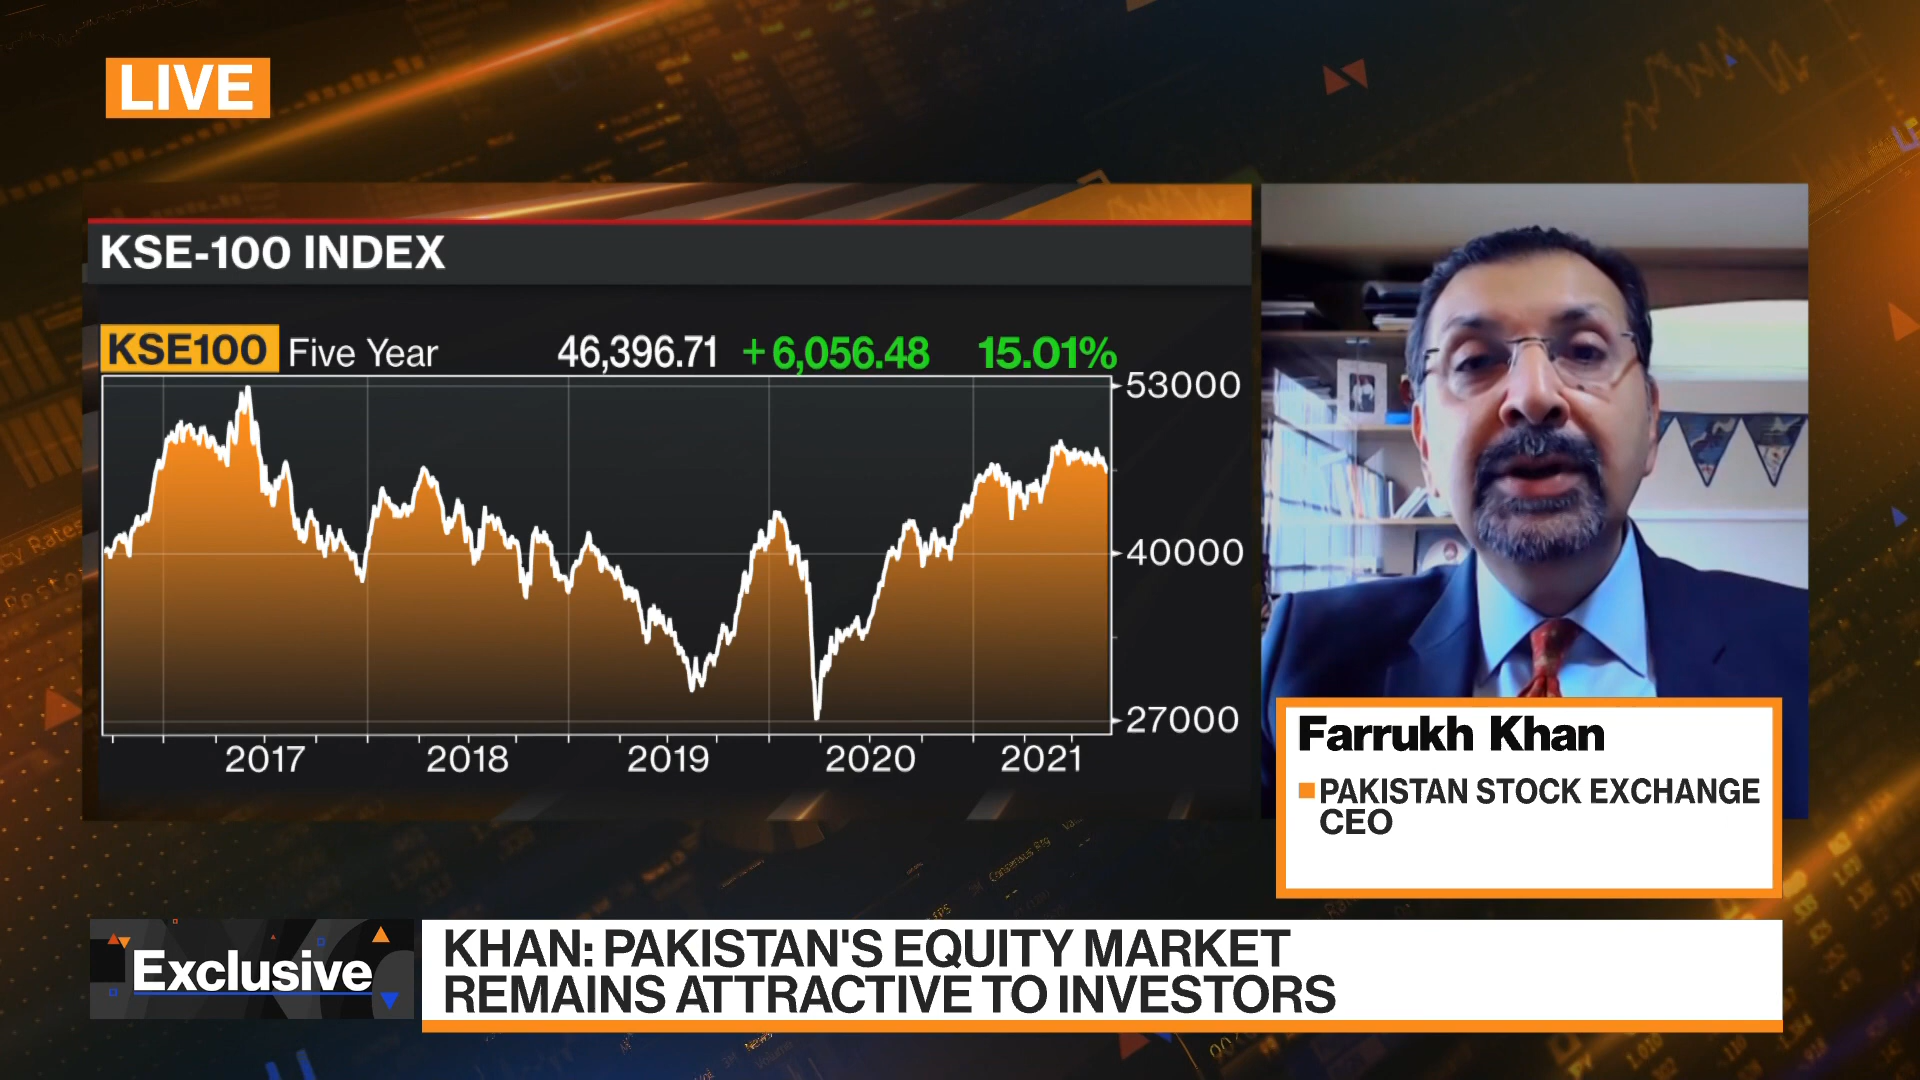 LIVE
KSE-100 INDEX
KSE100 Five Year 46,396.71 +6,056.48 15.01%
53000
40000
27000
2017 2018 2019 2020 2021
Farrukh Khan
PAKISTAN STOCK EXCHANGE
CEO
Exclusive
KHAN: PAKISTAN'S EQUITY MARKET
REMAINS ATTRACTIVE TO INVESTORS